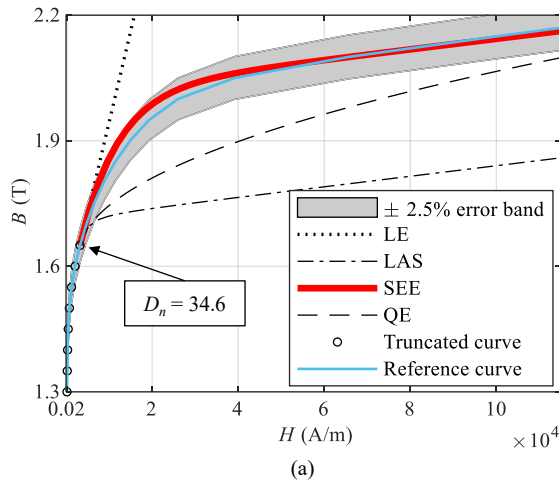 (a)
2.2
1.9
1.6
1.3
B (T)
D_n = 34.6
± 2.5% error band
LE
LAS
SEE
QE
Truncated curve
Reference curve
0.02 2 4 6 8 10
H (A/m)
× 10^4
(a)